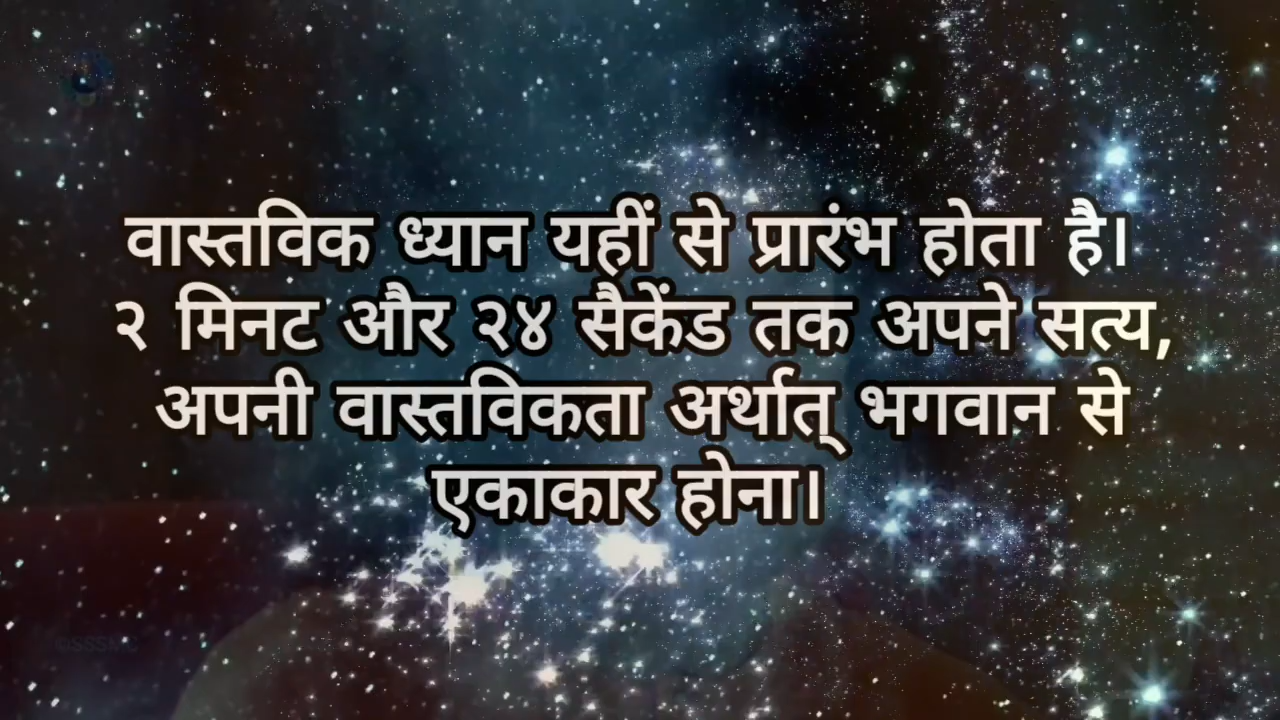 वास्तविक ध्यान यहीं से प्रारंभ होता है।
२ मिनट और २४ सैकेंड तक अपने सत्य,
अपनी वास्तविकता अर्थात् भगवान से
एकाकार होना।